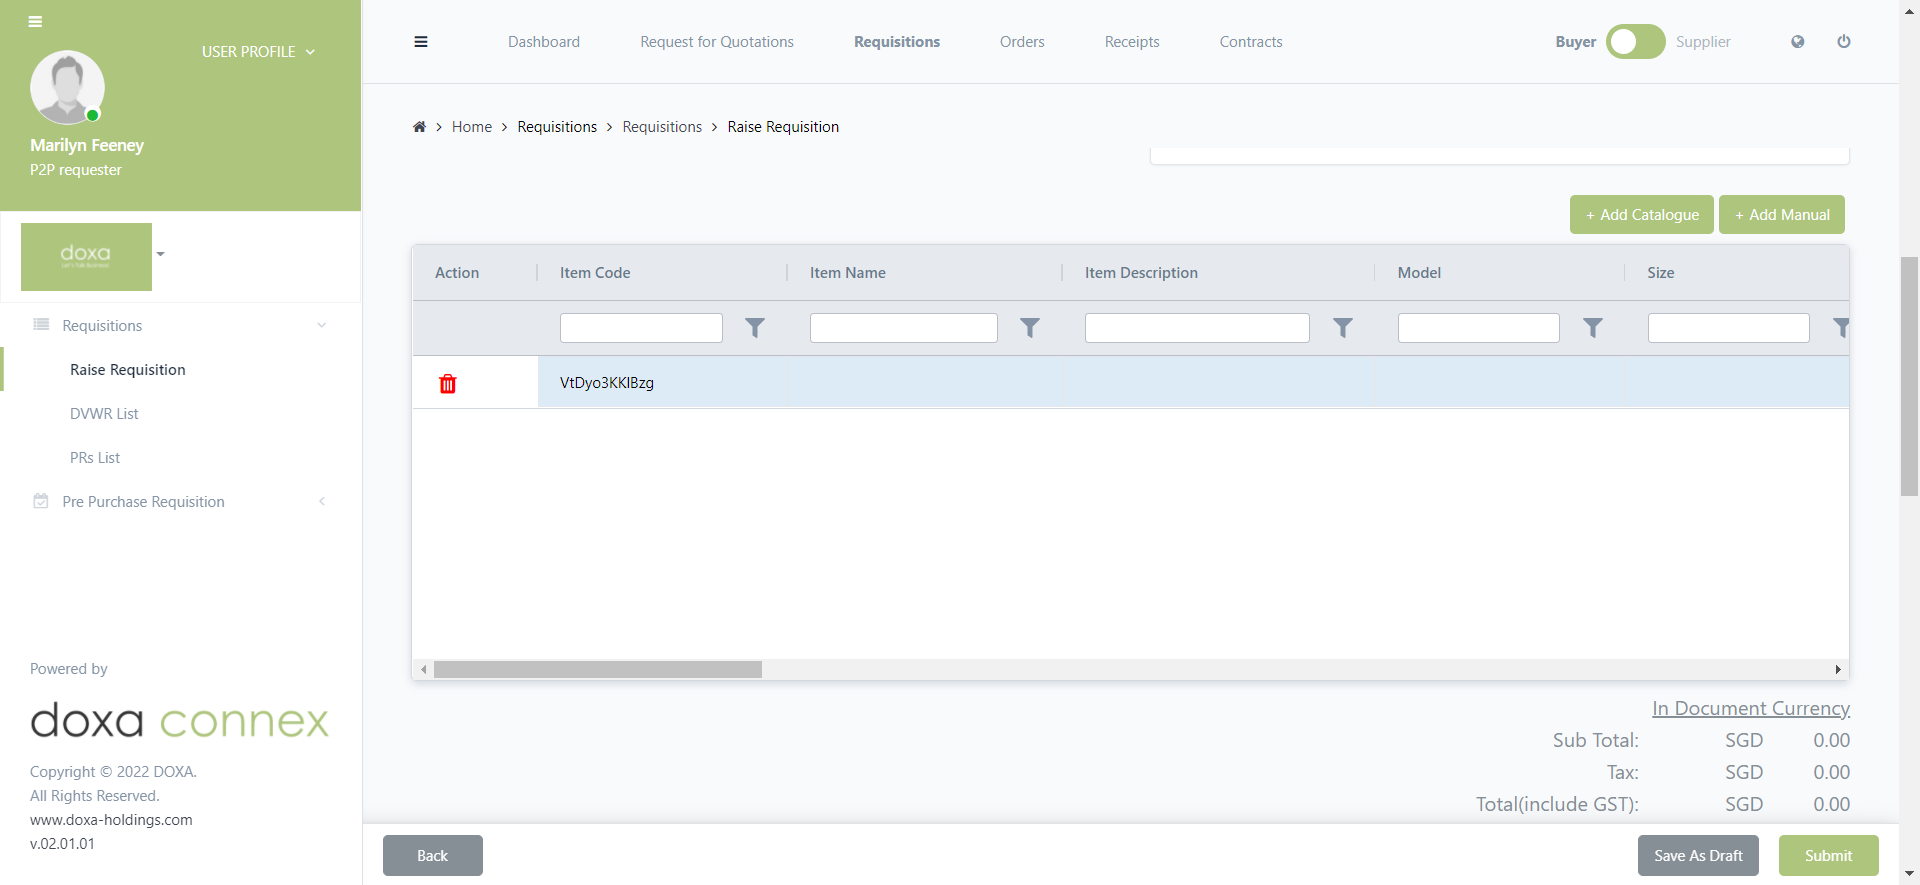 USER PROFILE
Marilyn Feeney
P2P requester
doxa
Requisitions
Raise Requisition
DVWR List
PRs List
Pre Purchase Requisition
Powered by
doxa connex
Copyright © 2022 DOXA.
All Rights Reserved.
www.doxa-holdings.com
v.02.01.01
Dashboard Request for Quotations Requisitions Orders Receipts Contracts Buyer Supplier
Home > Requisitions > Requisitions > Raise Requisition
+ Add Catalogue + Add Manual
Action Item Code Item Name Item Description Model Size
VtDyo3KKIBzg
In Document Currency
Sub Total: SGD 0.00
Tax: SGD 0.00
Total(include GST): SGD 0.00
Back Save As Draft Submit